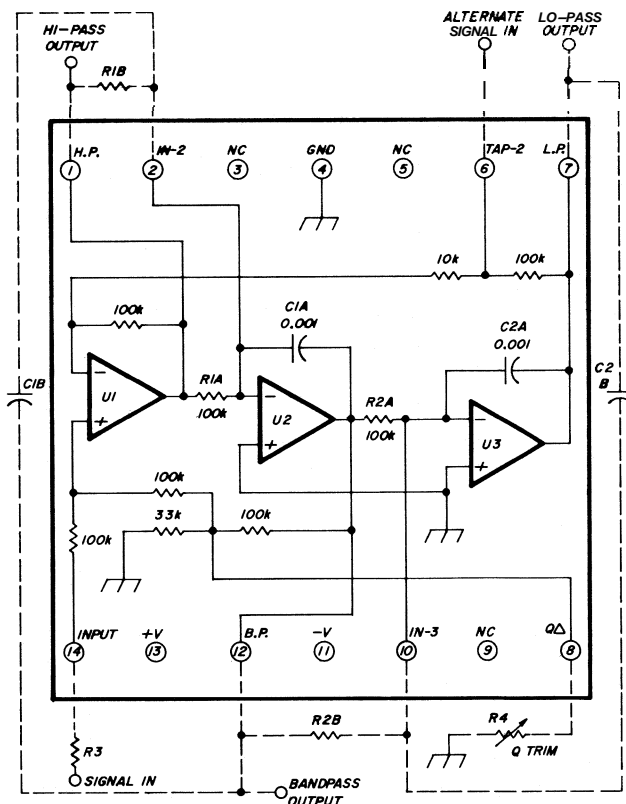 HI-PASS
OUTPUT
R1B
ALTERNATE
SIGNAL IN
LO-PASS
OUTPUT
H.P.
IN-2
NC
GND
NC
TAP-2
L.P.
1
2
3
4
5
6
7
10k
100k
100k
C1A
0.001
C2A
0.001
C1B
C2
B
-
U1
+
R1A
100k
-
U2
+
R2A
100k
-
U3
+
100k
33k
100k
100k
INPUT
+V
B.P.
-V
IN-3
NC
QΔ
14
13
12
11
10
9
8
R3
R2B
R4
Q TRIM
SIGNAL IN
BANDPASS
OUTPUT